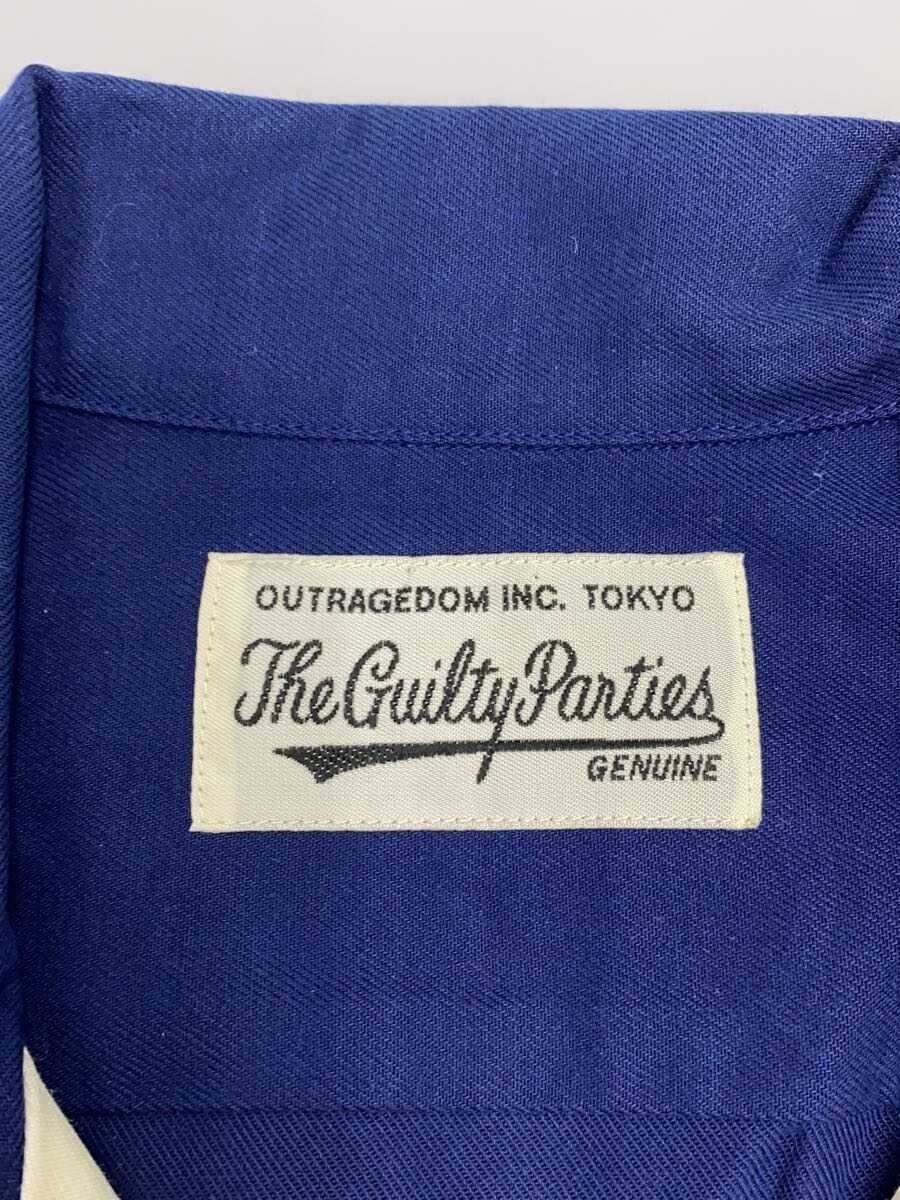 OUTRAGEDOM INC. TOKYO
The Guilty Parties
GENUINE